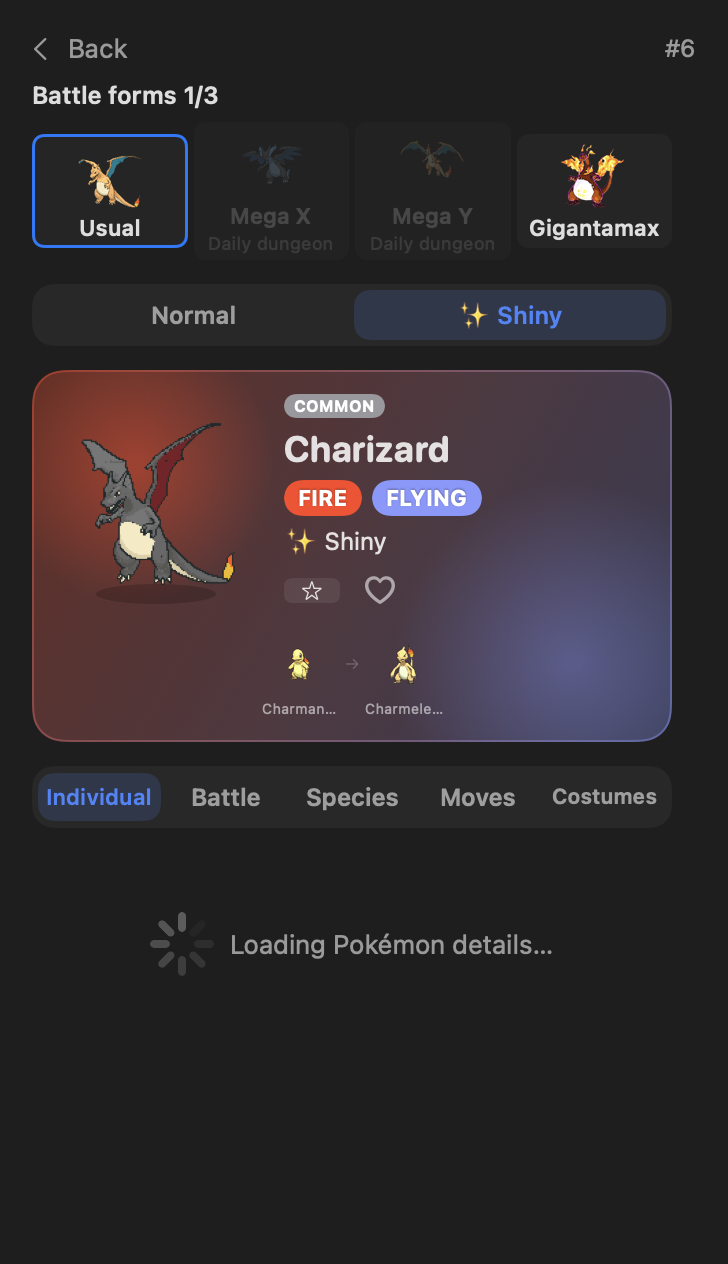 Back
#6
Battle forms 1/3
Usual
Mega X
Daily dungeon
Mega Y
Daily dungeon
Gigantamax
Normal
✨ Shiny
COMMON
Charizard
FIRE
FLYING
✨ Shiny
Charman...
Charmele...
Individual
Battle
Species
Moves
Costumes
Loading Pokémon details...